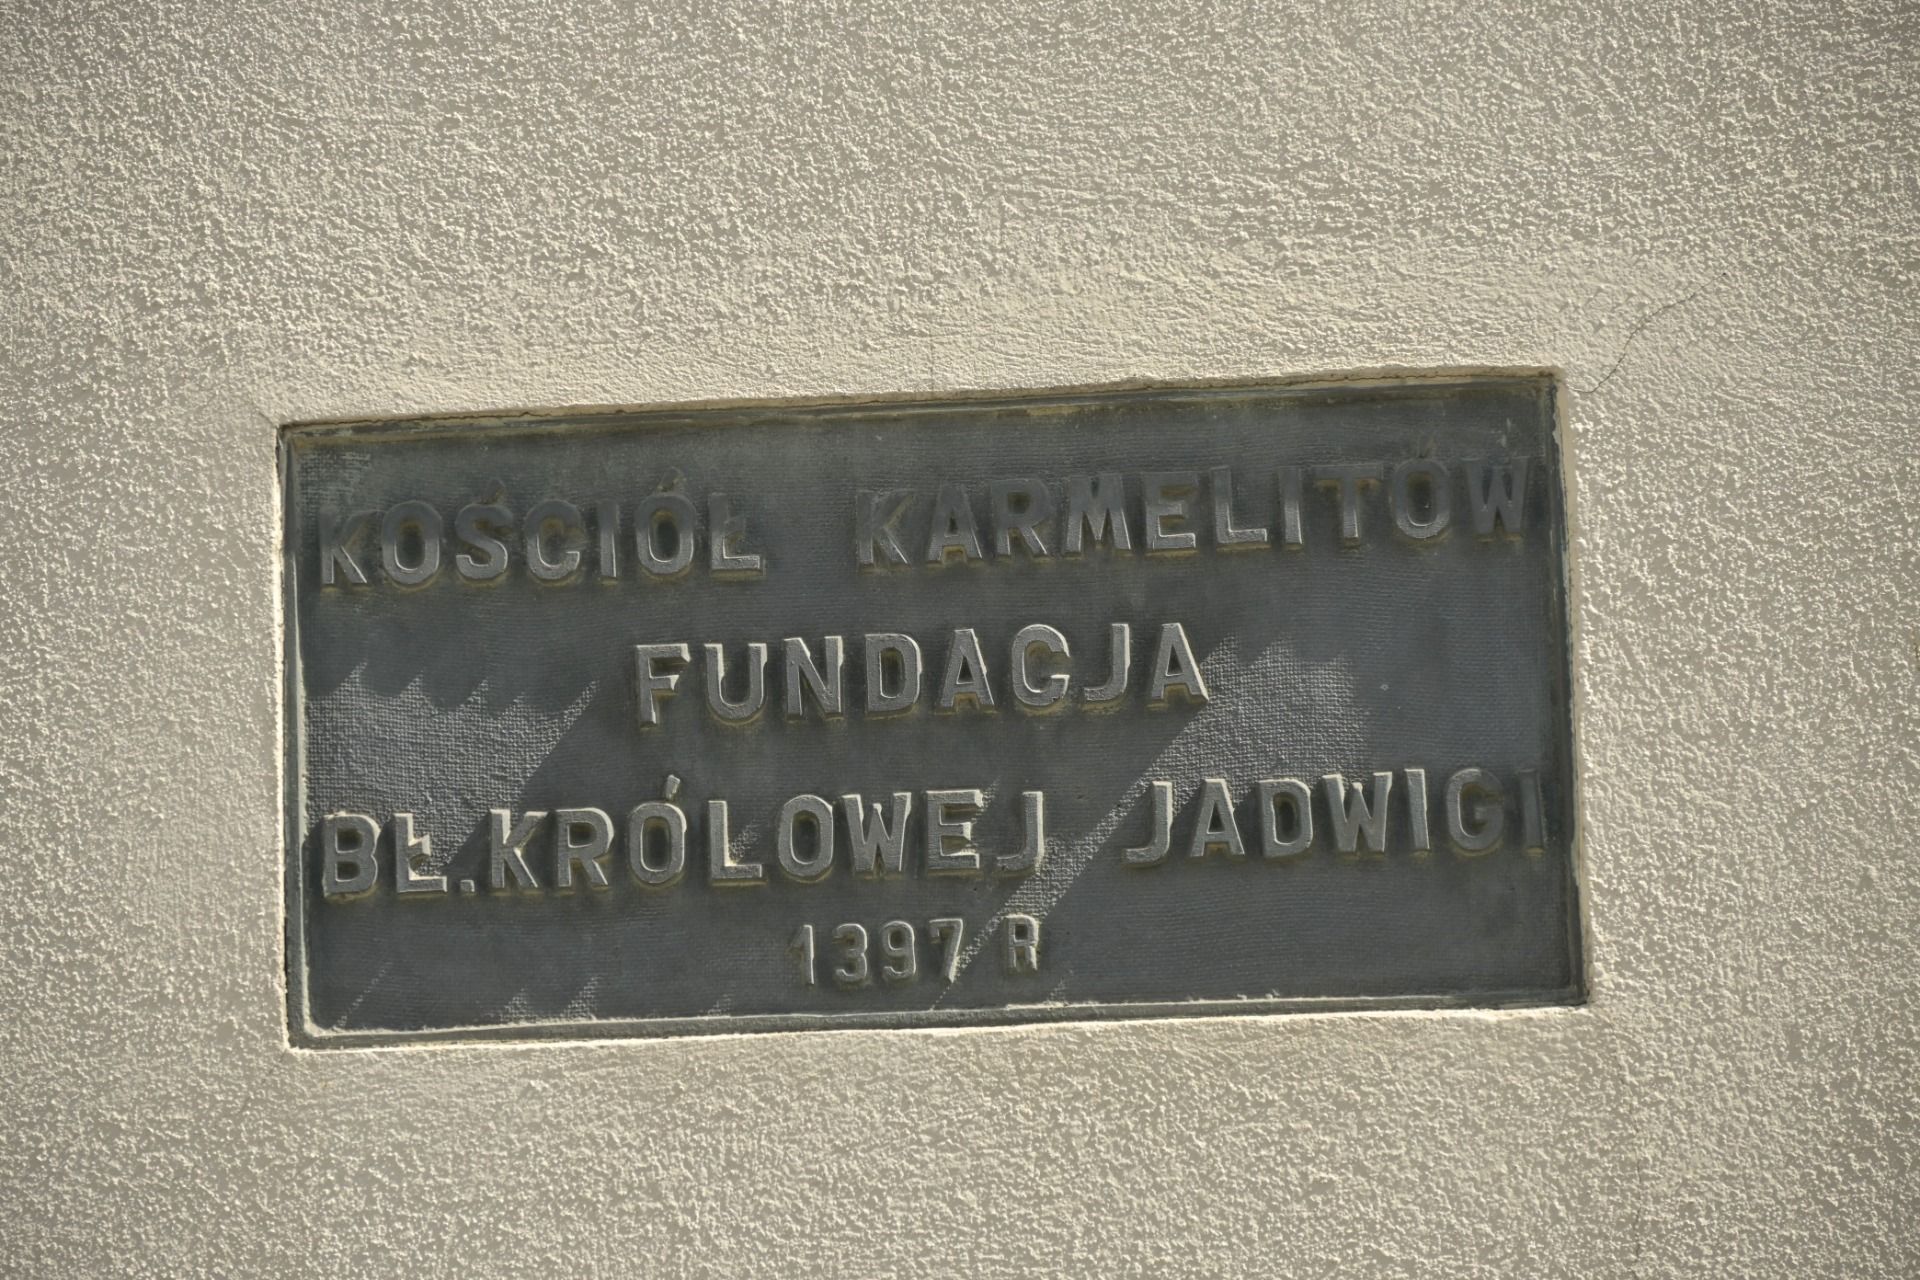 KOŚCIÓŁ KARMELITÓW
FUNDACJA
BŁ.KRÓLOWEJ JADWIGI
1397 R